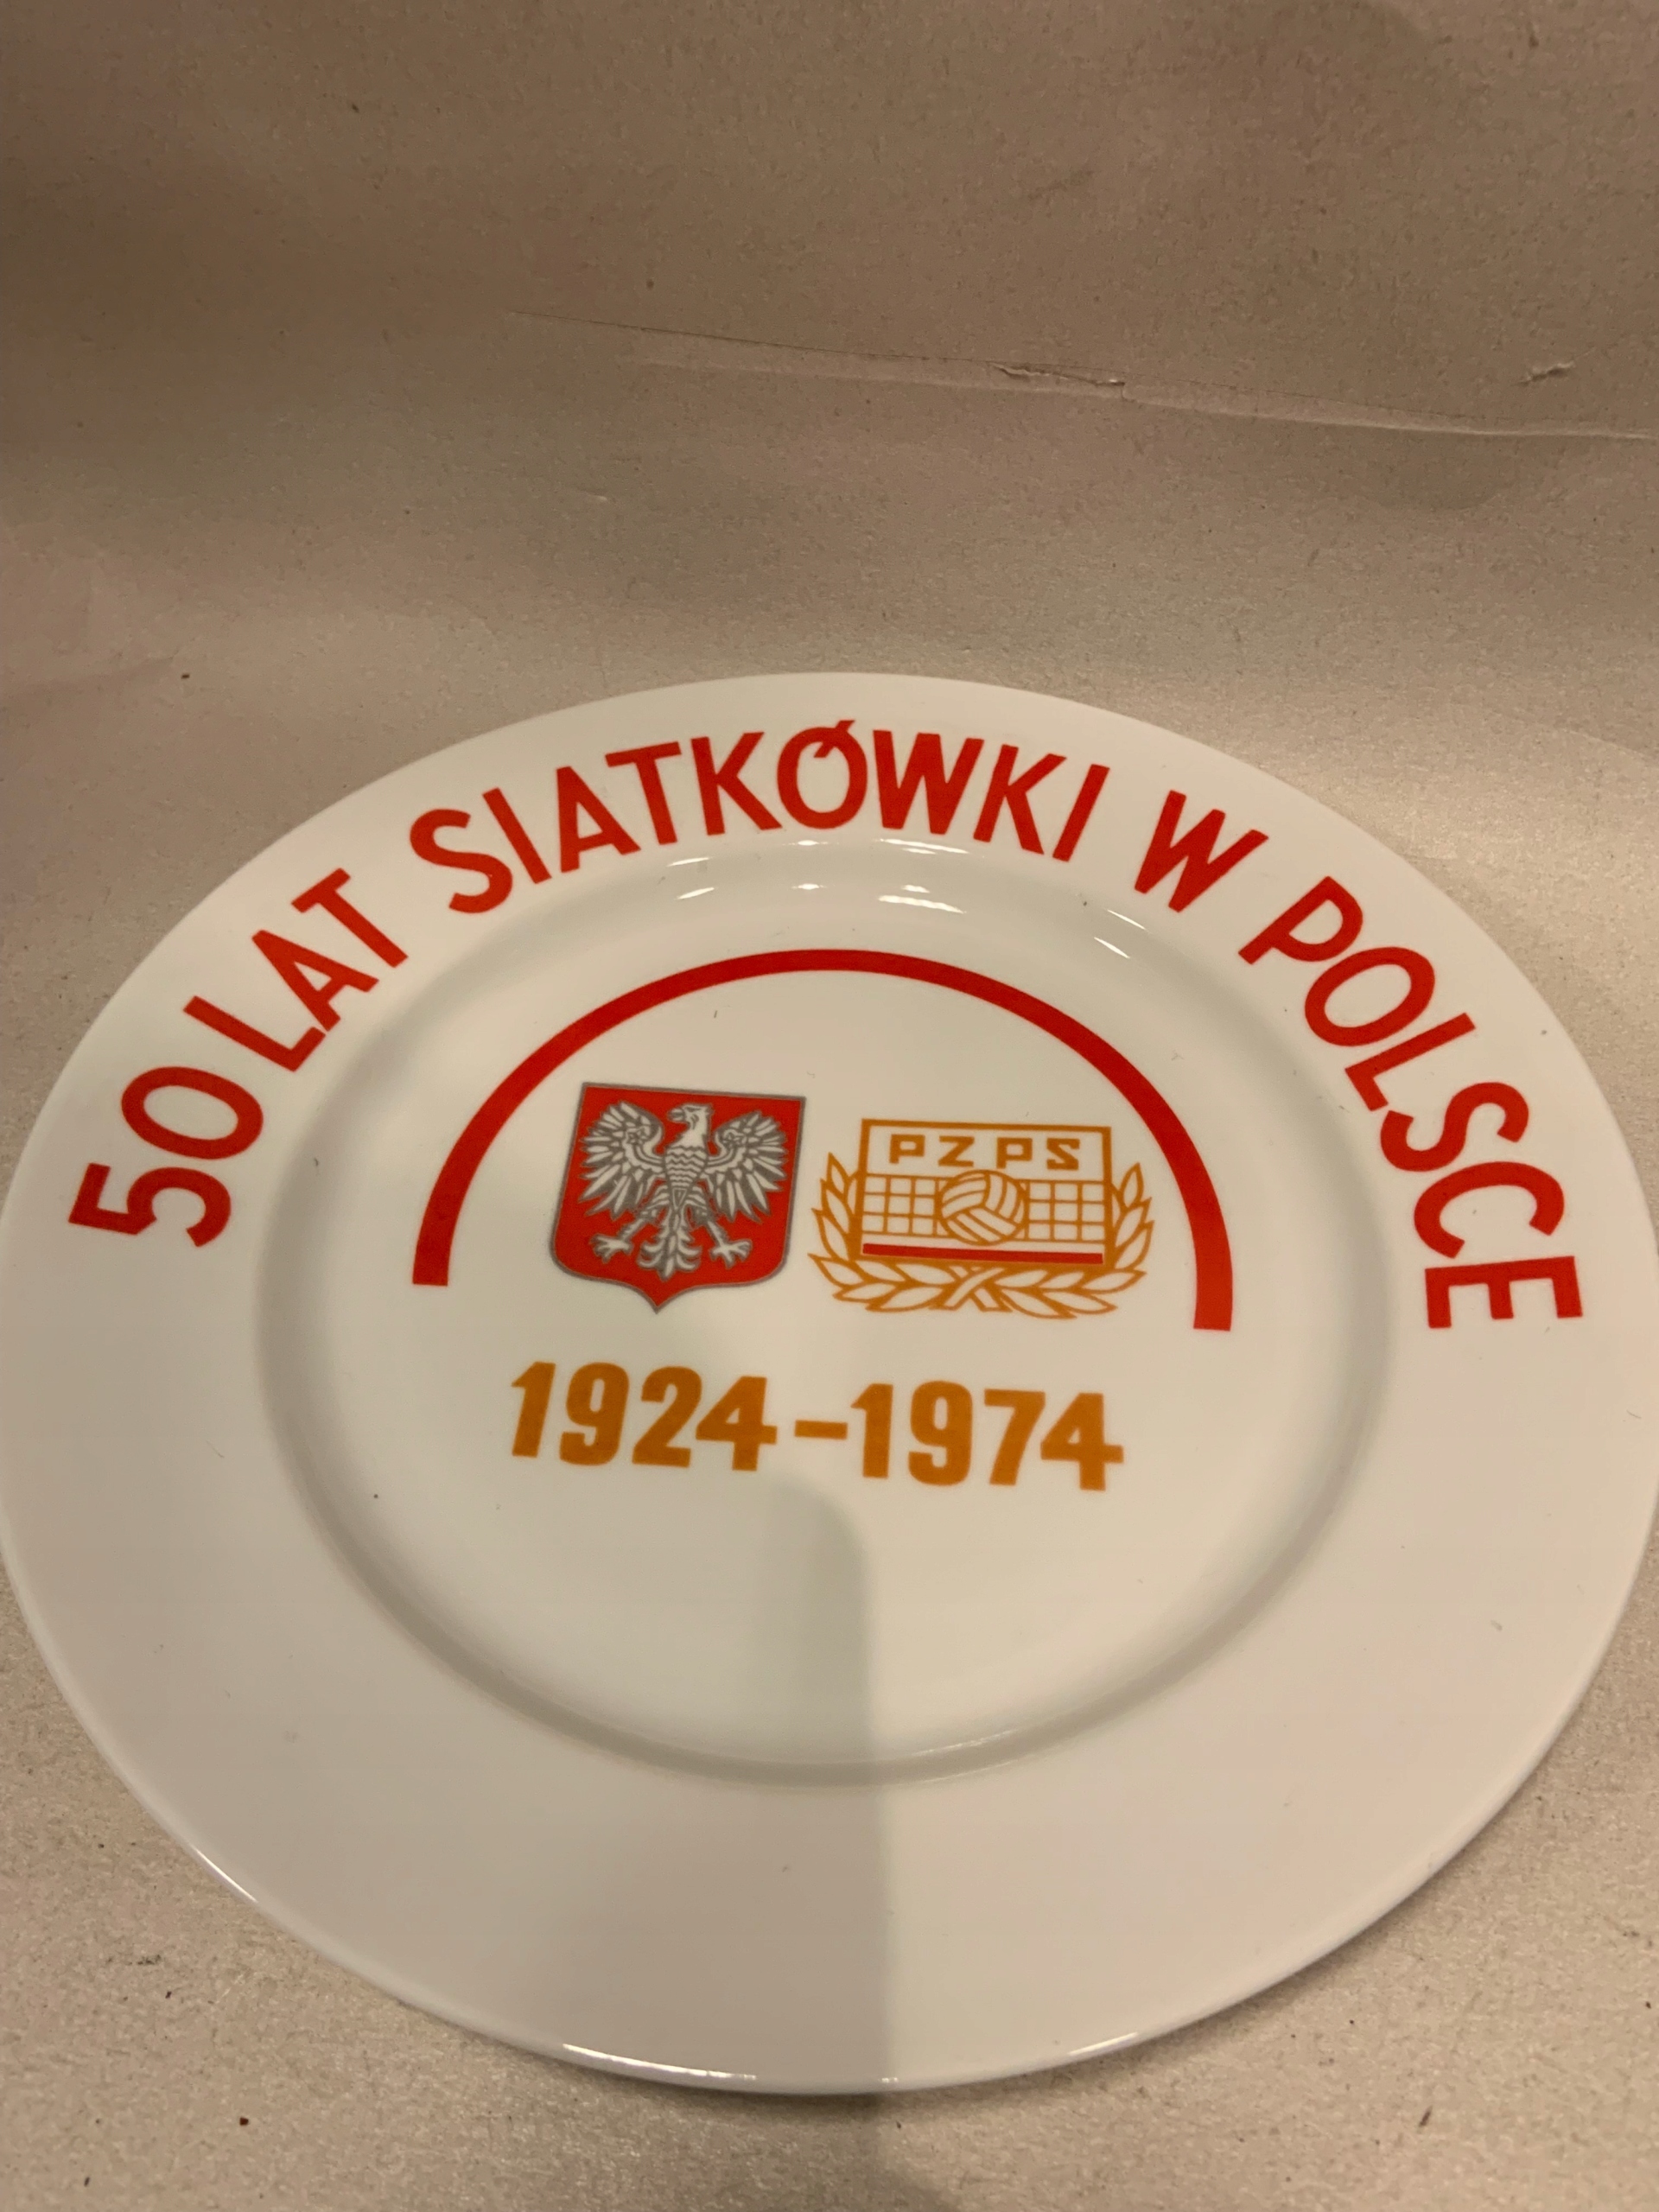 50 LAT SIATKÓWKI W POLSCE
PZPS
1924-1974